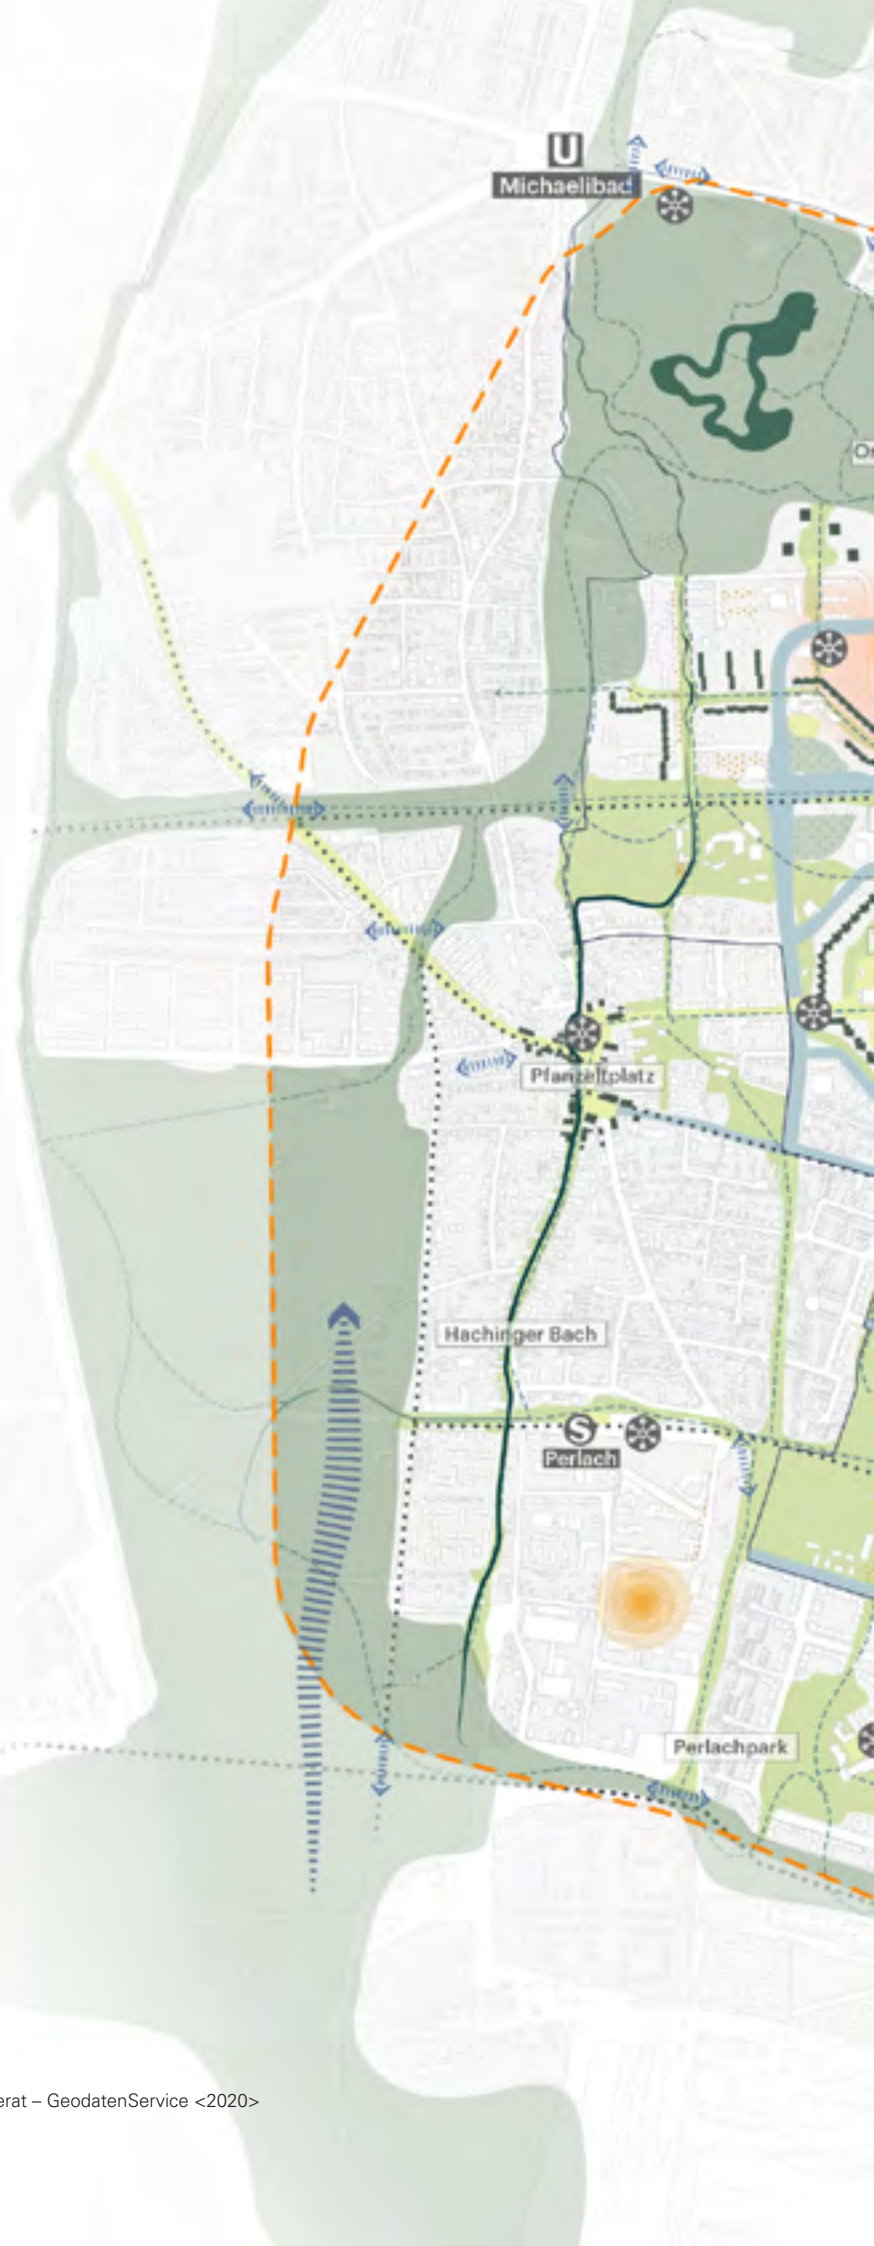 U
Michaelibad
Pfanzeltplatz
Hachinger Bach
S
Perlach
Perlachpark
erat – GeodatenService <2020>